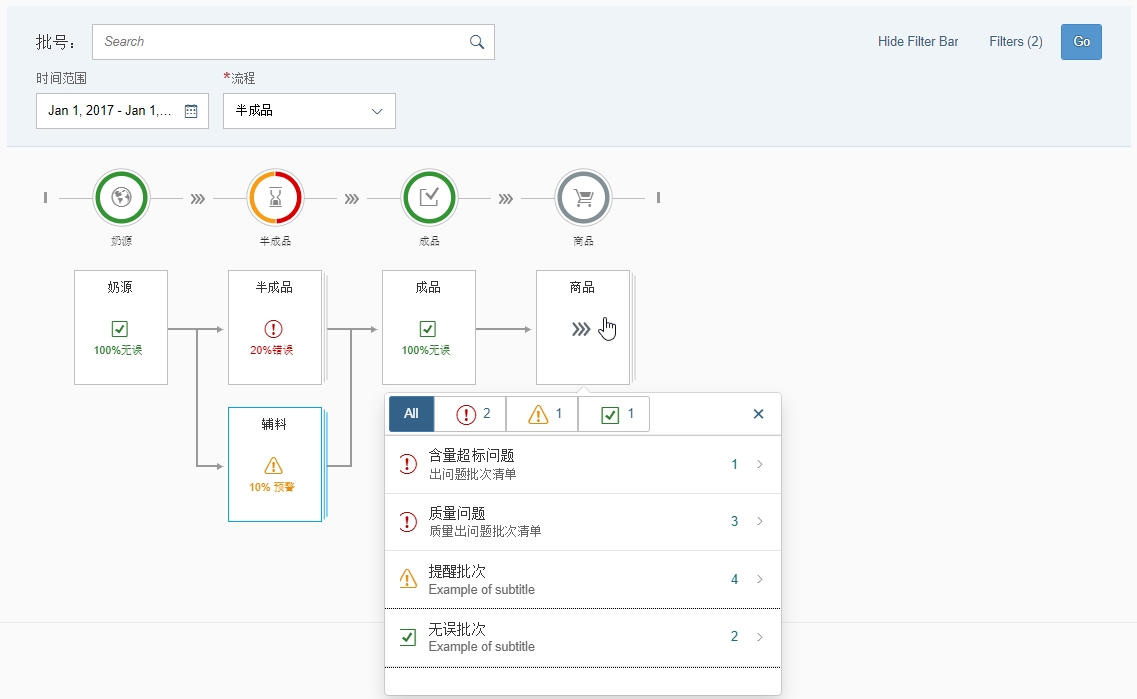 批号：
Search
Hide Filter Bar
Filters (2)
Go
时间范围
*流程
Jan 1, 2017 - Jan 1,...
半成品
奶源
半成品
成品
商品
奶源
半成品
成品
商品
100%无误
20%错误
100%无误
辅料
10% 预警
All
2
1
1
含量超标问题
1
出问题批次清单
质量问题
3
质量出问题批次清单
提醒批次
4
Example of subtitle
无误批次
2
Example of subtitle